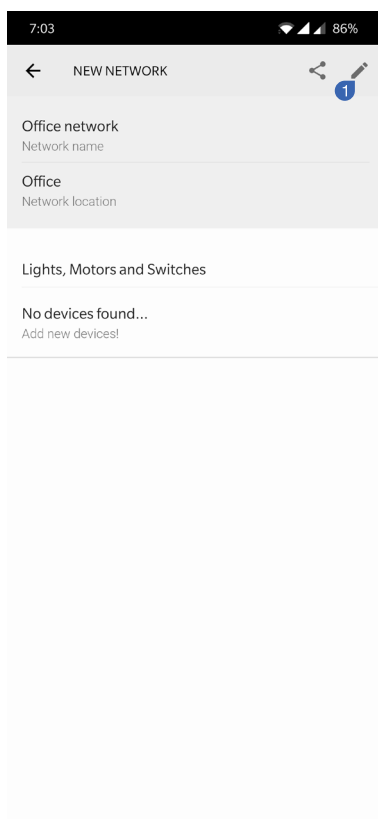 7:03
86%
NEW NETWORK
1
Office network
Network name
Office
Network location
Lights, Motors and Switches
No devices found...
Add new devices!